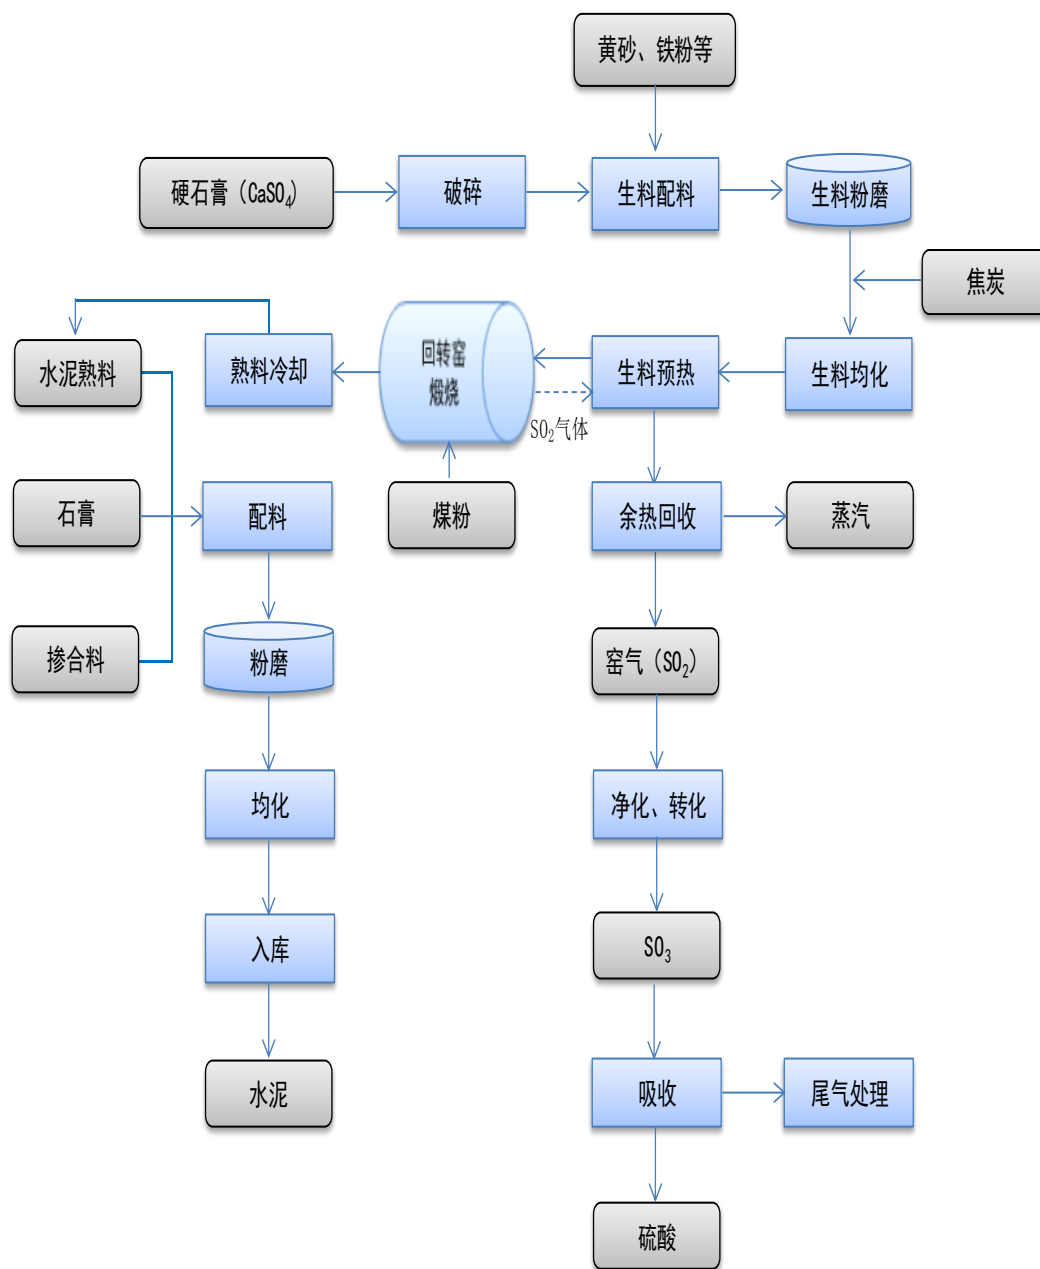 黄砂、铁粉等
硬石膏（CaSO₄）
破碎
生料配料
生料粉磨
焦炭
水泥熟料
熟料冷却
回转窑
煅烧
生料预热
生料均化
SO₂气体
石膏
配料
煤粉
余热回收
蒸汽
掺合料
粉磨
窑气（SO₂）
均化
净化、转化
入库
SO₃
水泥
吸收
尾气处理
硫酸